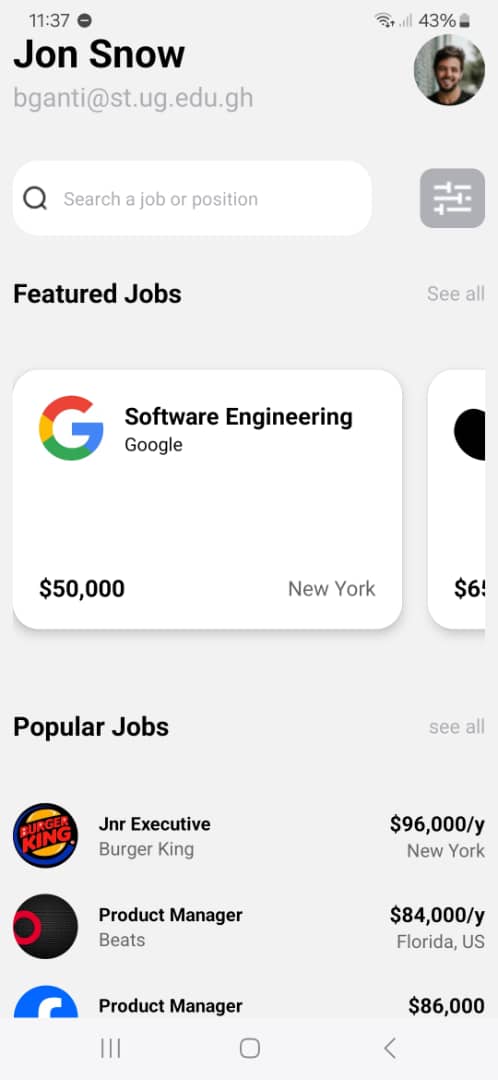 11:37
43%
Jon Snow
bganti@st.ug.edu.gh
Search a job or position
Featured Jobs
See all
Software Engineering
Google
$50,000
New York
$65
Popular Jobs
see all
BURGER
KING
Jnr Executive
$96,000/y
Burger King
New York
Product Manager
$84,000/y
Beats
Florida, US
Product Manager
$86,000